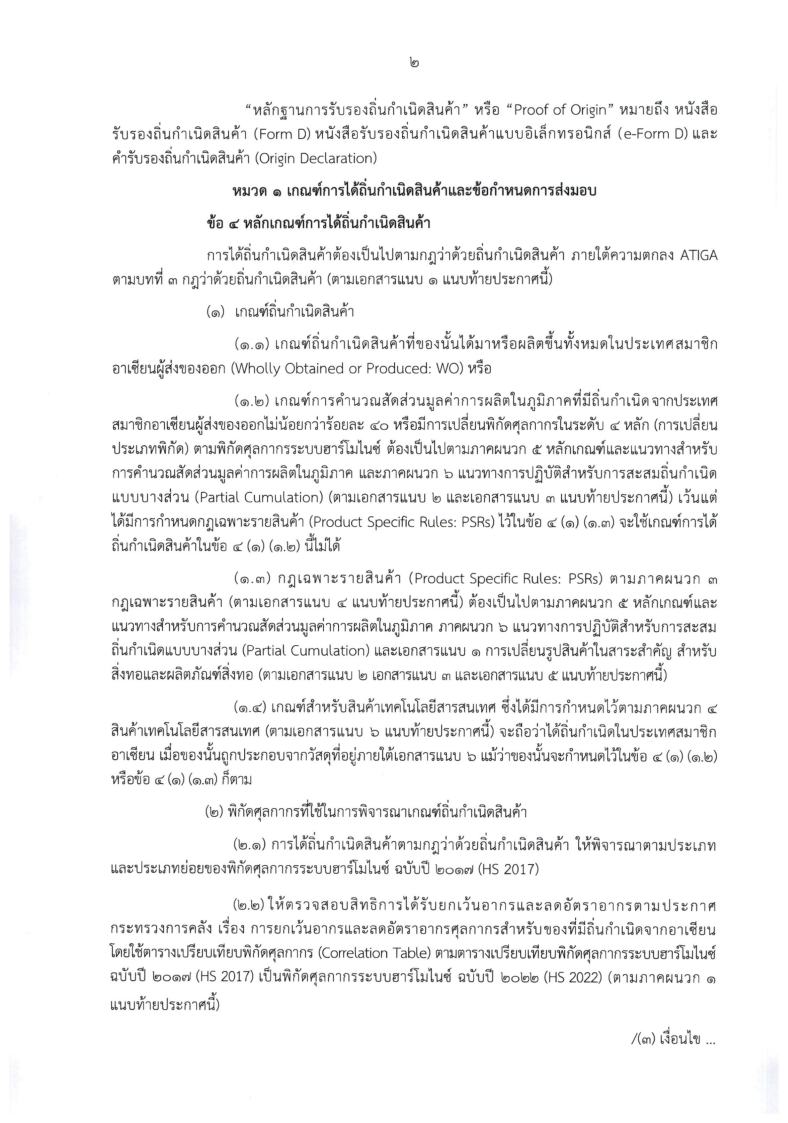 ๒
“หลักฐานการรับรองถิ่นกำเนิดสินค้า” หรือ “Proof of Origin” หมายถึง หนังสือ
รับรองถิ่นกำเนิดสินค้า (Form D) หนังสือรับรองถิ่นกำเนิดสินค้าแบบอิเล็กทรอนิกส์ (e-Form D) และ
คำรับรองถิ่นกำเนิดสินค้า (Origin Declaration)
หมวด ๑ เกณฑ์การได้ถิ่นกำเนิดสินค้าและข้อกำหนดการส่งมอบ
ข้อ ๔ หลักเกณฑ์การได้ถิ่นกำเนิดสินค้า
การได้ถิ่นกำเนิดสินค้าต้องเป็นไปตามกฎว่าด้วยถิ่นกำเนิดสินค้า ภายใต้ความตกลง ATIGA
ตามบทที่ ๓ กฎว่าด้วยถิ่นกำเนิดสินค้า (ตามเอกสารแนบ ๑ แนบท้ายประกาศนี้)
(๑) เกณฑ์ถิ่นกำเนิดสินค้า
(๑.๑) เกณฑ์ถิ่นกำเนิดสินค้าที่ของนั้นได้มาหรือผลิตขึ้นทั้งหมดในประเทศสมาชิก
อาเซียนผู้ส่งของออก (Wholly Obtained or Produced: WO) หรือ
(๑.๒) เกณฑ์การคำนวณสัดส่วนมูลค่าการผลิตในภูมิภาคที่มีถิ่นกำเนิดจากประเทศ
สมาชิกอาเซียนผู้ส่งของออกไม่น้อยกว่าร้อยละ ๔๐ หรือมีการเปลี่ยนพิกัดศุลกากรในระดับ ๔ หลัก (การเปลี่ยน
ประเภทพิกัด) ตามพิกัดศุลกากรระบบฮาร์โมไนซ์ ต้องเป็นไปตามภาคผนวก ๕ หลักเกณฑ์และแนวทางสำหรับ
การคำนวณสัดส่วนมูลค่าการผลิตในภูมิภาค และภาคผนวก ๖ แนวทางการปฏิบัติสำหรับการสะสมถิ่นกำเนิด
แบบบางส่วน (Partial Cumulation) (ตามเอกสารแนบ ๒ และเอกสารแนบ ๓ แนบท้ายประกาศนี้) เว้นแต่
ได้มีการกำหนดกฎเฉพาะรายสินค้า (Product Specific Rules: PSRs) ไว้ในข้อ ๔ (๑) (๑.๓) จะใช้เกณฑ์การได้
ถิ่นกำเนิดสินค้าในข้อ ๔ (๑) (๑.๒) นี้ไม่ได้
(๑.๓) กฎเฉพาะรายสินค้า (Product Specific Rules: PSRs) ตามภาคผนวก ๓
กฎเฉพาะรายสินค้า (ตามเอกสารแนบ ๔ แนบท้ายประกาศนี้) ต้องเป็นไปตามภาคผนวก ๕ หลักเกณฑ์และ
แนวทางสำหรับการคำนวณสัดส่วนมูลค่าการผลิตในภูมิภาค ภาคผนวก ๖ แนวทางการปฏิบัติสำหรับการสะสม
ถิ่นกำเนิดแบบบางส่วน (Partial Cumulation) และเอกสารแนบ ๑ การเปลี่ยนรูปสินค้าในสาระสำคัญ สำหรับ
สิ่งทอและผลิตภัณฑ์สิ่งทอ (ตามเอกสารแนบ ๒ เอกสารแนบ ๓ และเอกสารแนบ ๕ แนบท้ายประกาศนี้)
(๑.๔) เกณฑ์สำหรับสินค้าเทคโนโลยีสารสนเทศ ซึ่งได้มีการกำหนดไว้ตามภาคผนวก ๔
สินค้าเทคโนโลยีสารสนเทศ (ตามเอกสารแนบ ๖ แนบท้ายประกาศนี้) จะถือว่าได้ถิ่นกำเนิดในประเทศสมาชิก
อาเซียน เมื่อของนั้นถูกประกอบจากวัสดุที่อยู่ภายใต้เอกสารแนบ ๖ แม้ว่าของนั้นจะกำหนดไว้ในข้อ ๔ (๑) (๑.๒)
หรือข้อ ๔ (๑) (๑.๓) ก็ตาม
(๒) พิกัดศุลกากรที่ใช้ในการพิจารณาเกณฑ์ถิ่นกำเนิดสินค้า
(๒.๑) การได้ถิ่นกำเนิดสินค้าตามกฎว่าด้วยถิ่นกำเนิดสินค้า ให้พิจารณาตามประเภท
และประเภทย่อยของพิกัดศุลกากรระบบฮาร์โมไนซ์ ฉบับปี ๒๐๑๗ (HS 2017)
(๒.๒) ให้ตรวจสอบสิทธิการได้รับยกเว้นอากรและลดอัตราอากรตามประกาศ
กระทรวงการคลัง เรื่อง การยกเว้นอากรและลดอัตราอากรศุลกากรสำหรับของที่มีถิ่นกำเนิดจากอาเซียน
โดยใช้ตารางเปรียบเทียบพิกัดศุลกากร (Correlation Table) ตามตารางเปรียบเทียบพิกัดศุลกากรระบบฮาร์โมไนซ์
ฉบับปี ๒๐๑๗ (HS 2017) เป็นพิกัดศุลกากรระบบฮาร์โมไนซ์ ฉบับปี ๒๐๒๒ (HS 2022) (ตามภาคผนวก ๑
แนบท้ายประกาศนี้)
/(๓) เงื่อนไข ...